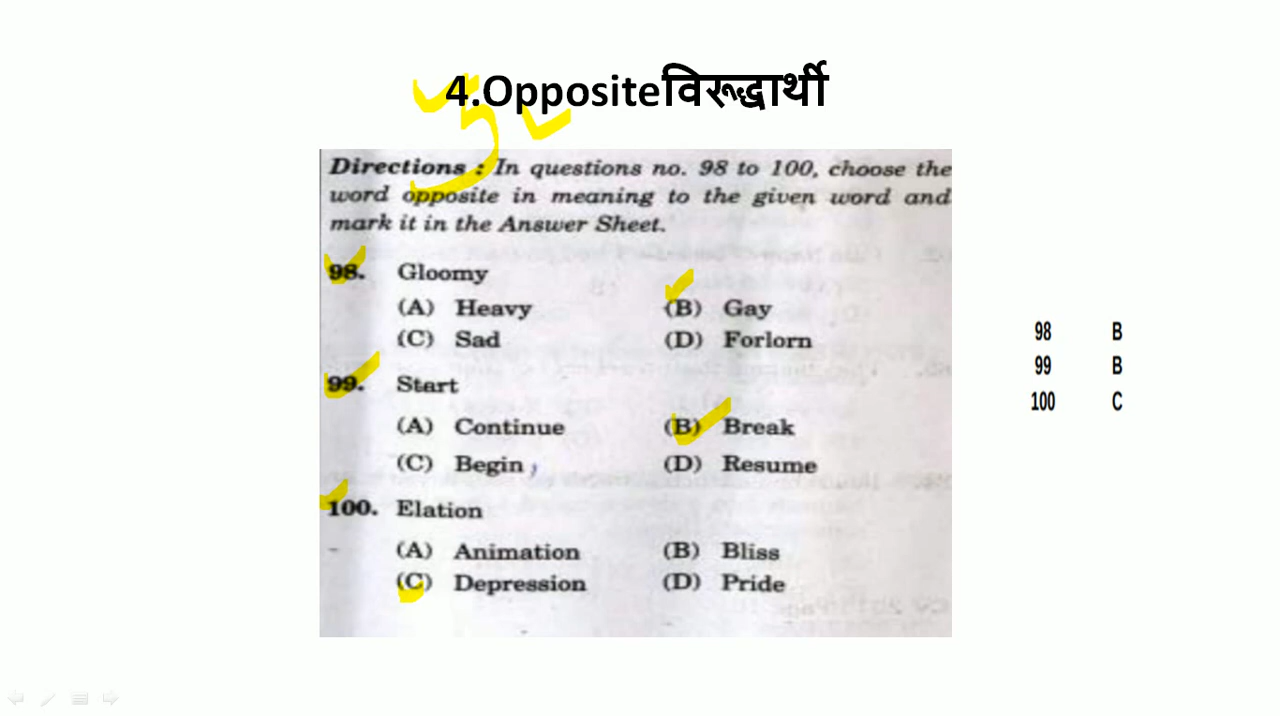 4.Oppositeविरूद्धार्थी
Directions : In questions no. 98 to 100, choose the
word opposite in meaning to the given word and
mark it in the Answer Sheet.
98. Gloomy
(A) Heavy (B) Gay
(C) Sad (D) Forlorn
99. Start
(A) Continue (B) Break
(C) Begin (D) Resume
100. Elation
(A) Animation (B) Bliss
(C) Depression (D) Pride
98 B
99 B
100 C